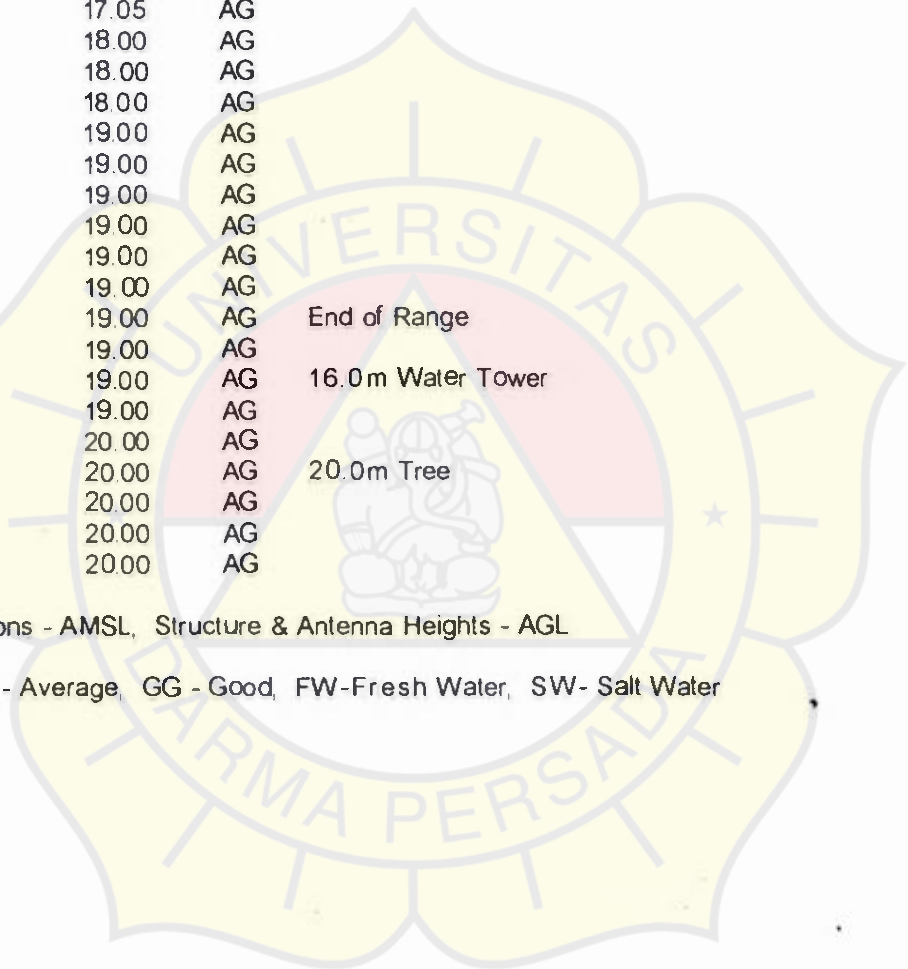 17.05 AG
18.00 AG
18.00 AG
18.00 AG
19.00 AG
19.00 AG
19.00 AG
19.00 AG
19.00 AG
19.00 AG
19.00 AG End of Range
19.00 AG
19.00 AG 16.0m Water Tower
19.00 AG
20.00 AG
20.00 AG 20.0m Tree
20.00 AG
20.00 AG
20.00 AG
ons - AMSL, Structure & Antenna Heights - AGL
- Average, GG - Good, FW-Fresh Water, SW- Salt Water
UNIVERSITAS
DARMA PERSADA